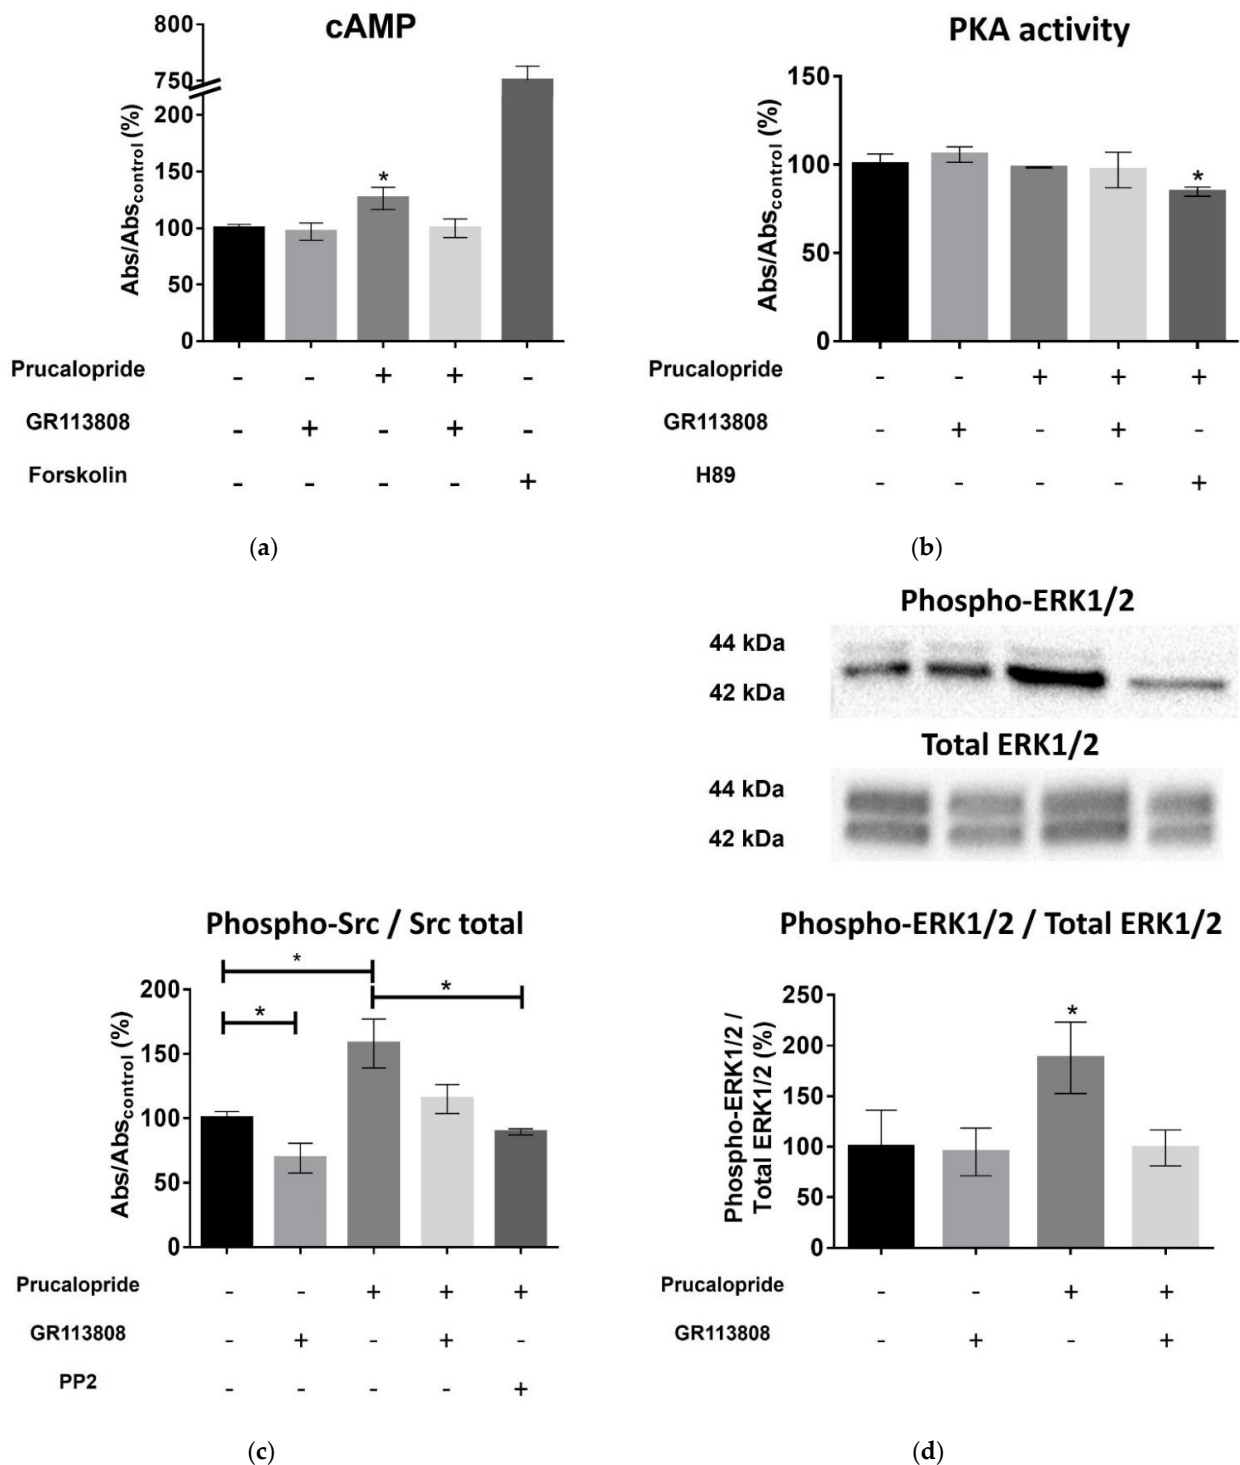 cAMP
800
750
200
150
100
50
0
Abs/Abscontrol (%)
*
Prucalopride - - + + -
GR113808 - + - + -
Forskolin - - - - +
(a)
PKA activity
150
100
50
0
Abs/Abscontrol (%)
*
Prucalopride - - + + +
GR113808 - + - + -
H89 - - - - +
(b)
Phospho-ERK1/2
44 kDa
42 kDa
Total ERK1/2
44 kDa
42 kDa
Phospho-Src / Src total
* * *
200
150
100
50
0
Abs/Abscontrol (%)
Prucalopride - - + + +
GR113808 - + - + -
PP2 - - - - +
(c)
Phospho-ERK1/2 / Total ERK1/2
250
200
150
100
50
0
Phospho-ERK1/2 /
Total ERK1/2 (%)
*
Prucalopride - - + +
GR113808 - + - +
(d)